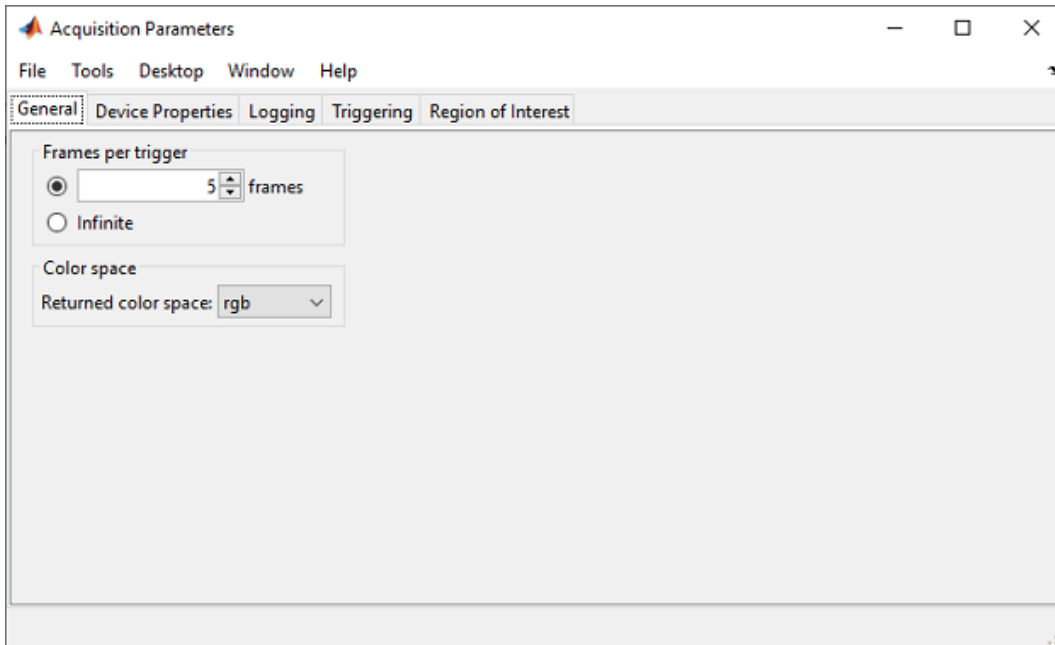 Acquisition Parameters
File Tools Desktop Window Help
General Device Properties Logging Triggering Region of Interest
Frames per trigger
5 frames
Infinite
Color space
Returned color space: rgb